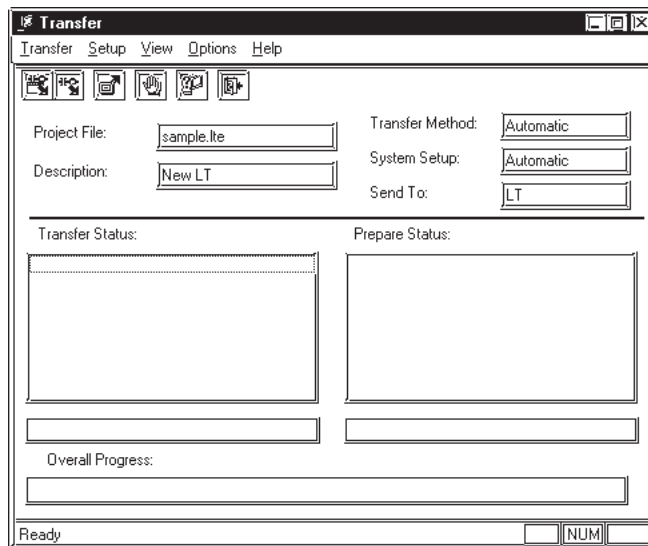 Transfer
Transfer Setup View Options Help
Project File: sample.lte
Description: New LT
Transfer Method: Automatic
System Setup: Automatic
Send To: LT
Transfer Status:
Prepare Status:
Overall Progress:
Ready
NUM